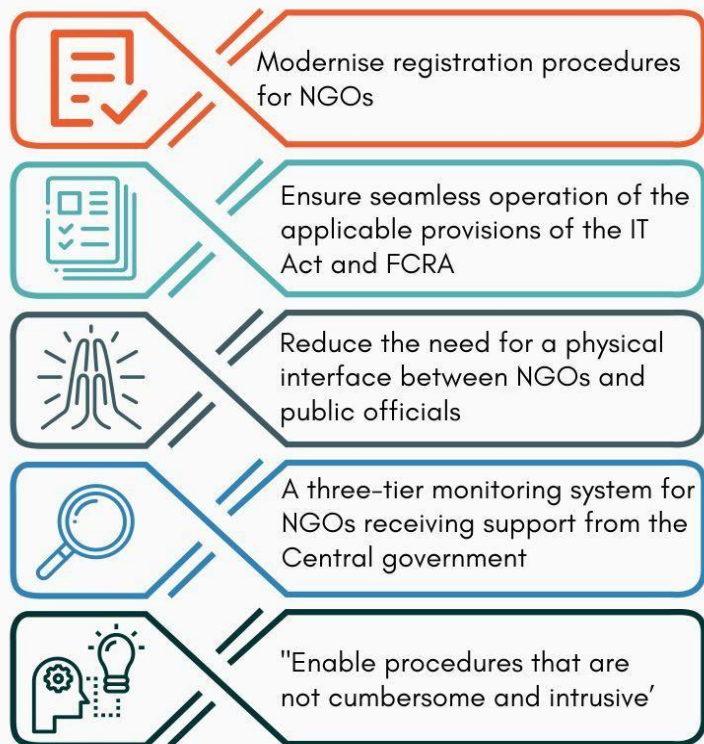 Modernise registration procedures
for NGOs
Ensure seamless operation of the
applicable provisions of the IT
Act and FCRA
Reduce the need for a physical
interface between NGOs and
public officials
A three-tier monitoring system for
NGOs receiving support from the
Central government
"Enable procedures that are
not cumbersome and intrusive’